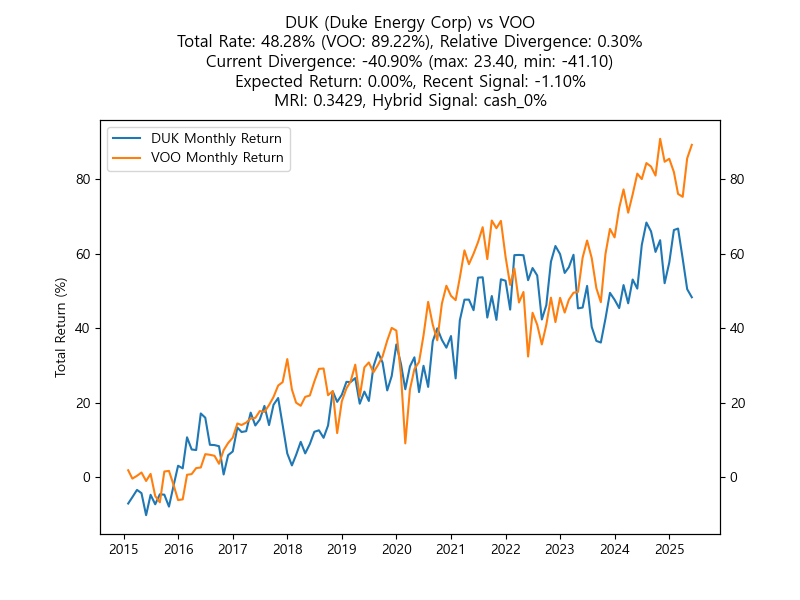 DUK (Duke Energy Corp) vs VOO
Total Rate: 48.28% (VOO: 89.22%), Relative Divergence: 0.30%
Current Divergence: -40.90% (max: 23.40, min: -41.10)
Expected Return: 0.00%, Recent Signal: -1.10%
MRI: 0.3429, Hybrid Signal: cash_0%
DUK Monthly Return
VOO Monthly Return
Total Return (%)
80 80
60 60
40 40
20 20
0 0
2015 2016 2017 2018 2019 2020 2021 2022 2023 2024 2025